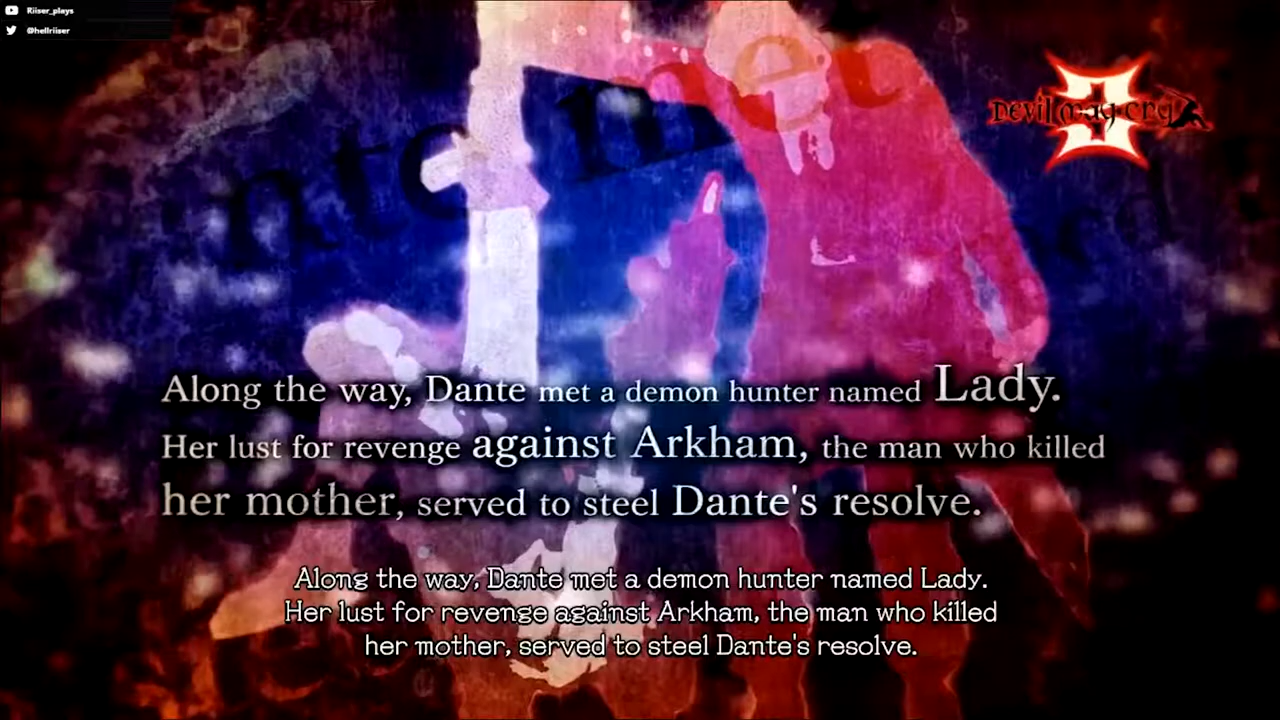 Riiser_plays
@hellriiser
nto met
Devil may cry
3
Along the way, Dante met a demon hunter named Lady.
Her lust for revenge against Arkham, the man who killed
her mother, served to steel Dante's resolve.
Along the way, Dante met a demon hunter named Lady.
Her lust for revenge against Arkham, the man who killed
her mother, served to steel Dante's resolve.